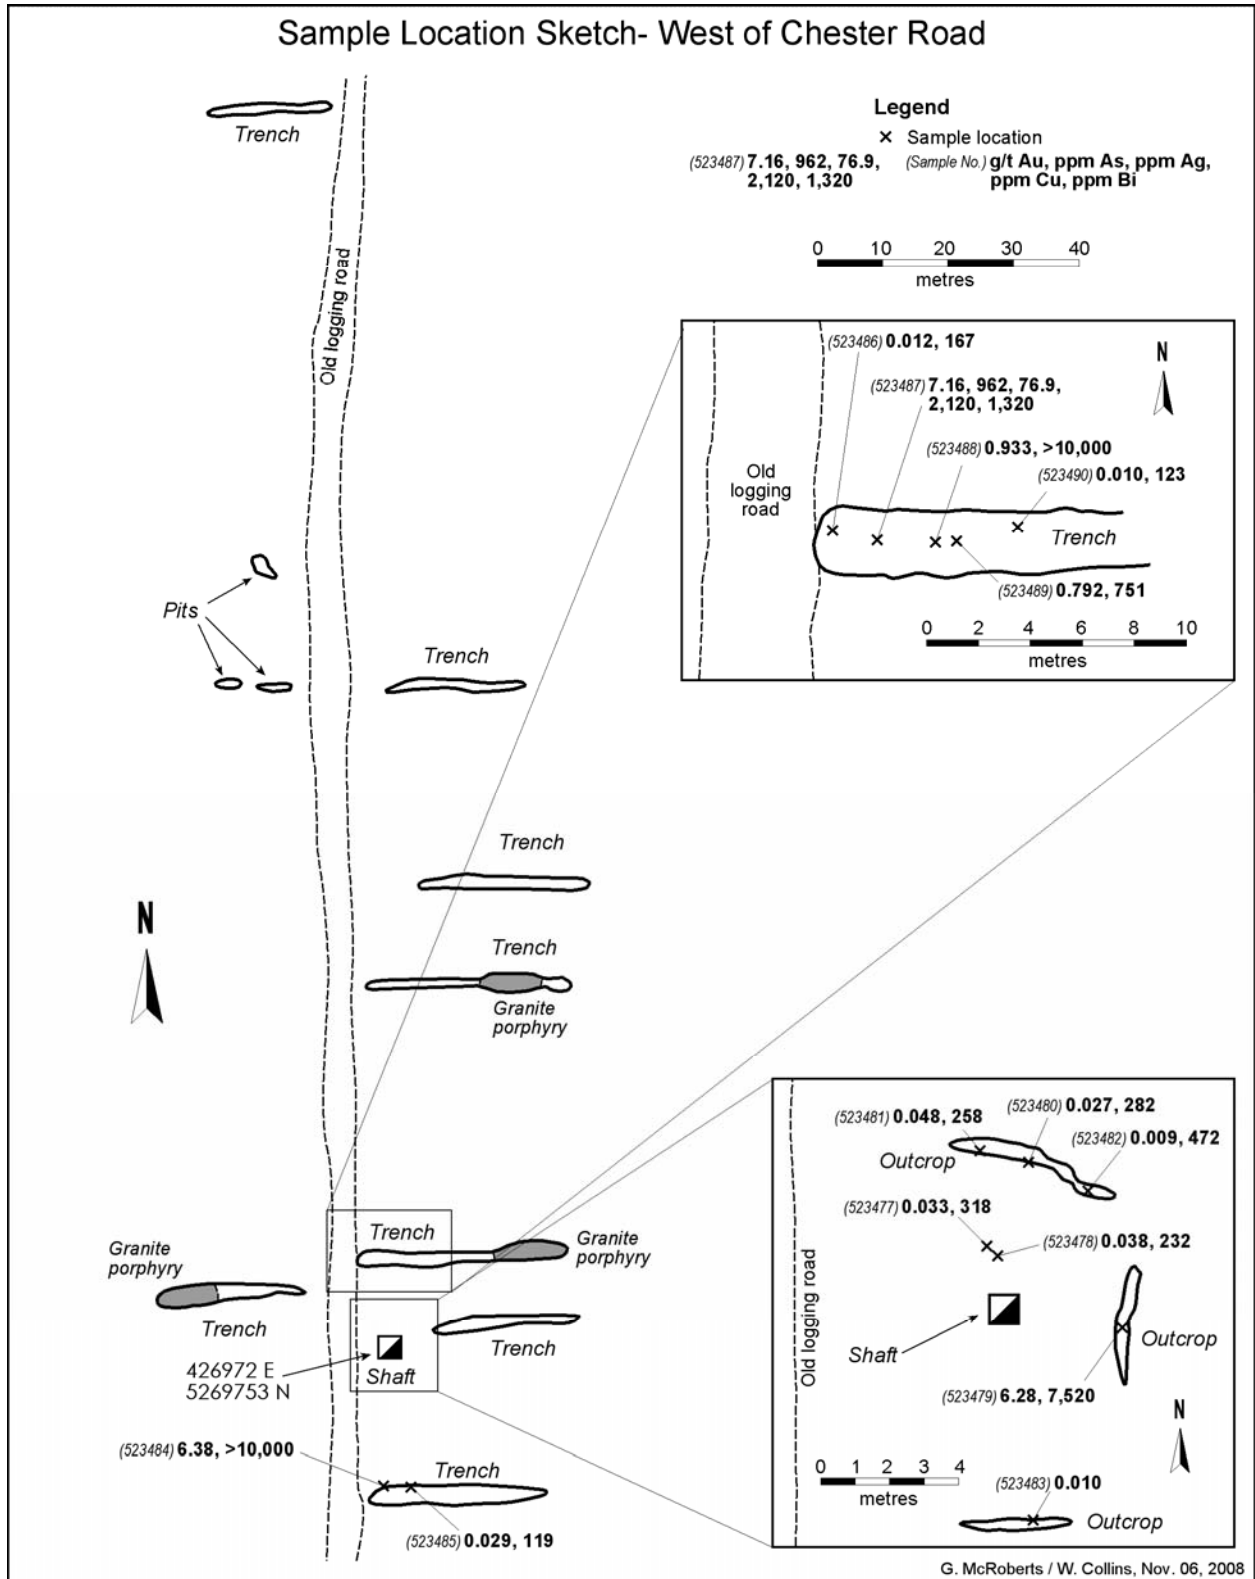 Sample Location Sketch- West of Chester Road
Legend
Sample location
(523487) 7.16, 962, 76.9,
2,120, 1,320
(Sample No.) g/t Au, ppm As, ppm Ag,
ppm Cu, ppm Bi
0 10 20 30 40
metres
Trench
Old logging road
(523486) 0.012, 167
N
(523487) 7.16, 962, 76.9,
2,120, 1,320
(523488) 0.933, >10,000
(523490) 0.010, 123
Old
logging
road
Trench
(523489) 0.792, 751
0 2 4 6 8 10
metres
Pits
Trench
Trench
N
Trench
Granite
porphyry
Trench
Granite
porphyry
Granite
porphyry
Trench
Trench
426972 E
5269753 N
Shaft
(523484) 6.38, >10,000
Trench
(523485) 0.029, 119
(523481) 0.048, 258
(523480) 0.027, 282
(523482) 0.009, 472
Outcrop
(523477) 0.033, 318
(523478) 0.038, 232
Old logging road
Shaft
Outcrop
(523479) 6.28, 7,520
N
0 1 2 3 4
metres
(523483) 0.010
Outcrop
G. McRoberts / W. Collins, Nov. 06, 2008